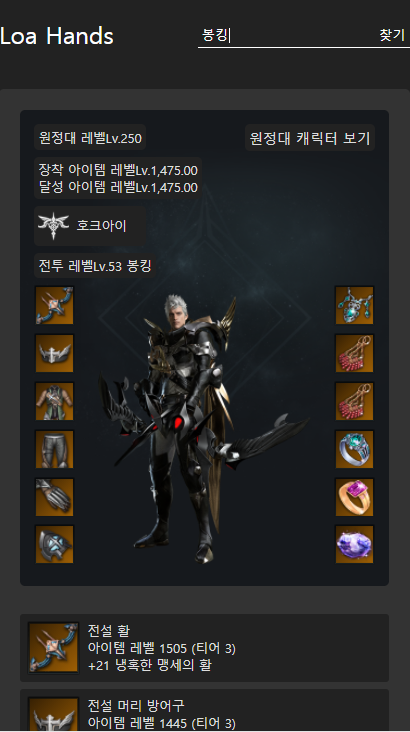 Loa Hands
봉킹
찾기
원정대 레벨Lv.250
원정대 캐릭터 보기
장착 아이템 레벨Lv.1,475.00
달성 아이템 레벨Lv.1,475.00
호크아이
전투 레벨Lv.53 봉킹
전설 활
아이템 레벨 1505 (티어 3)
+21 냉혹한 맹세의 활
전설 머리 방어구
아이템 레벨 1445 (티어 3)